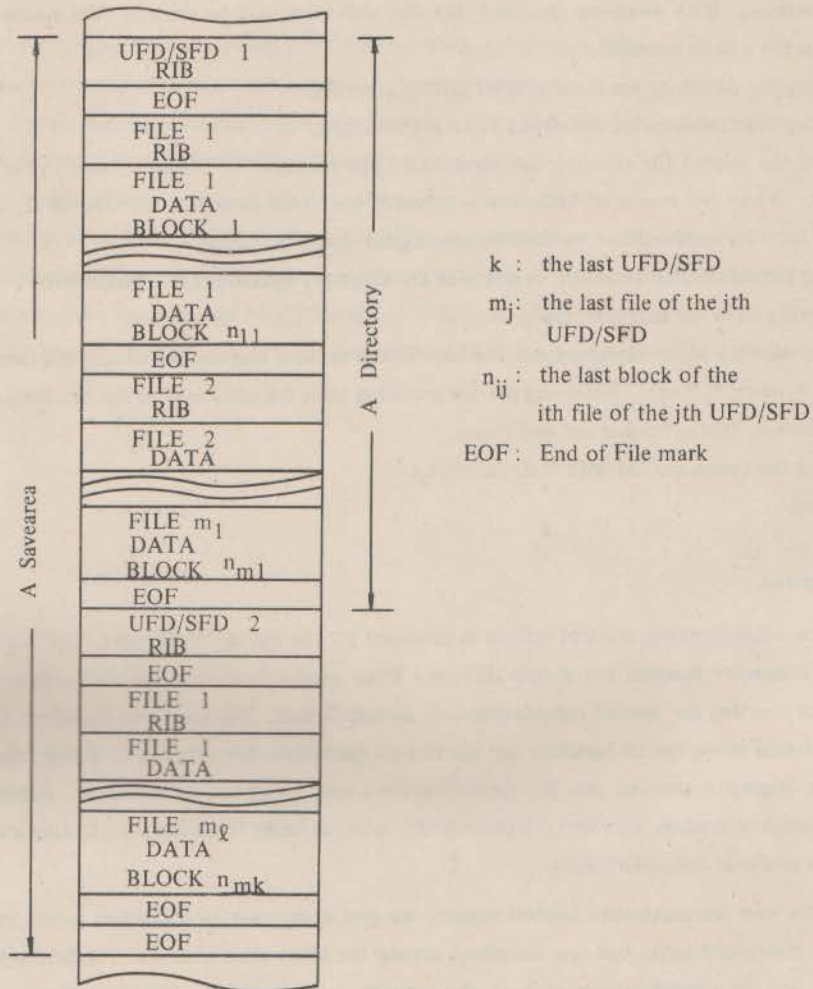 UFD/SFD 1
RIB
EOF
FILE 1
RIB
FILE 1
DATA
BLOCK 1
FILE 1
DATA
BLOCK n11
EOF
FILE 2
RIB
FILE 2
DATA
FILE m1
DATA
BLOCK nm1
EOF
UFD/SFD 2
RIB
EOF
FILE 1
RIB
FILE 1
DATA
FILE mℓ
DATA
BLOCK nmk
EOF
EOF
A Savearea
A Directory
k : the last UFD/SFD
mj: the last file of the jth
UFD/SFD
nij : the last block of the
ith file of the jth UFD/SFD
EOF : End of File mark